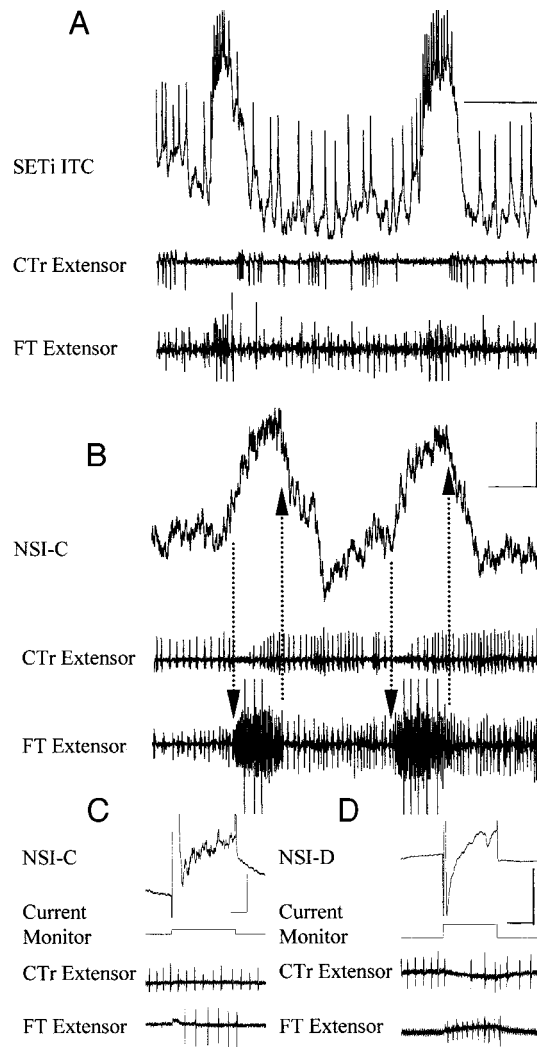 A
SETi ITC
CTr Extensor
FT Extensor
B
NSI-C
CTr Extensor
FT Extensor
C
NSI-C
Current
Monitor
CTr Extensor
FT Extensor
D
NSI-D
Current
Monitor
CTr Extensor
FT Extensor